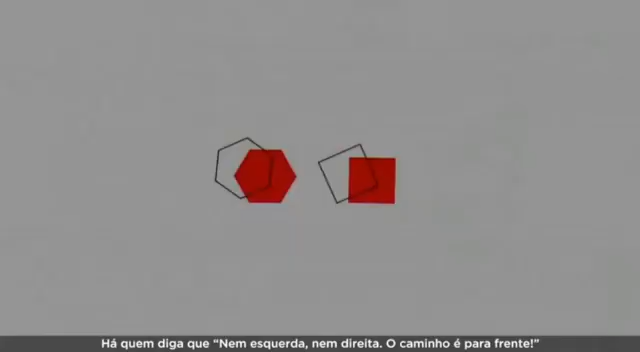 Há quem diga que “Nem esquerda, nem direita. O caminho é para frente!”